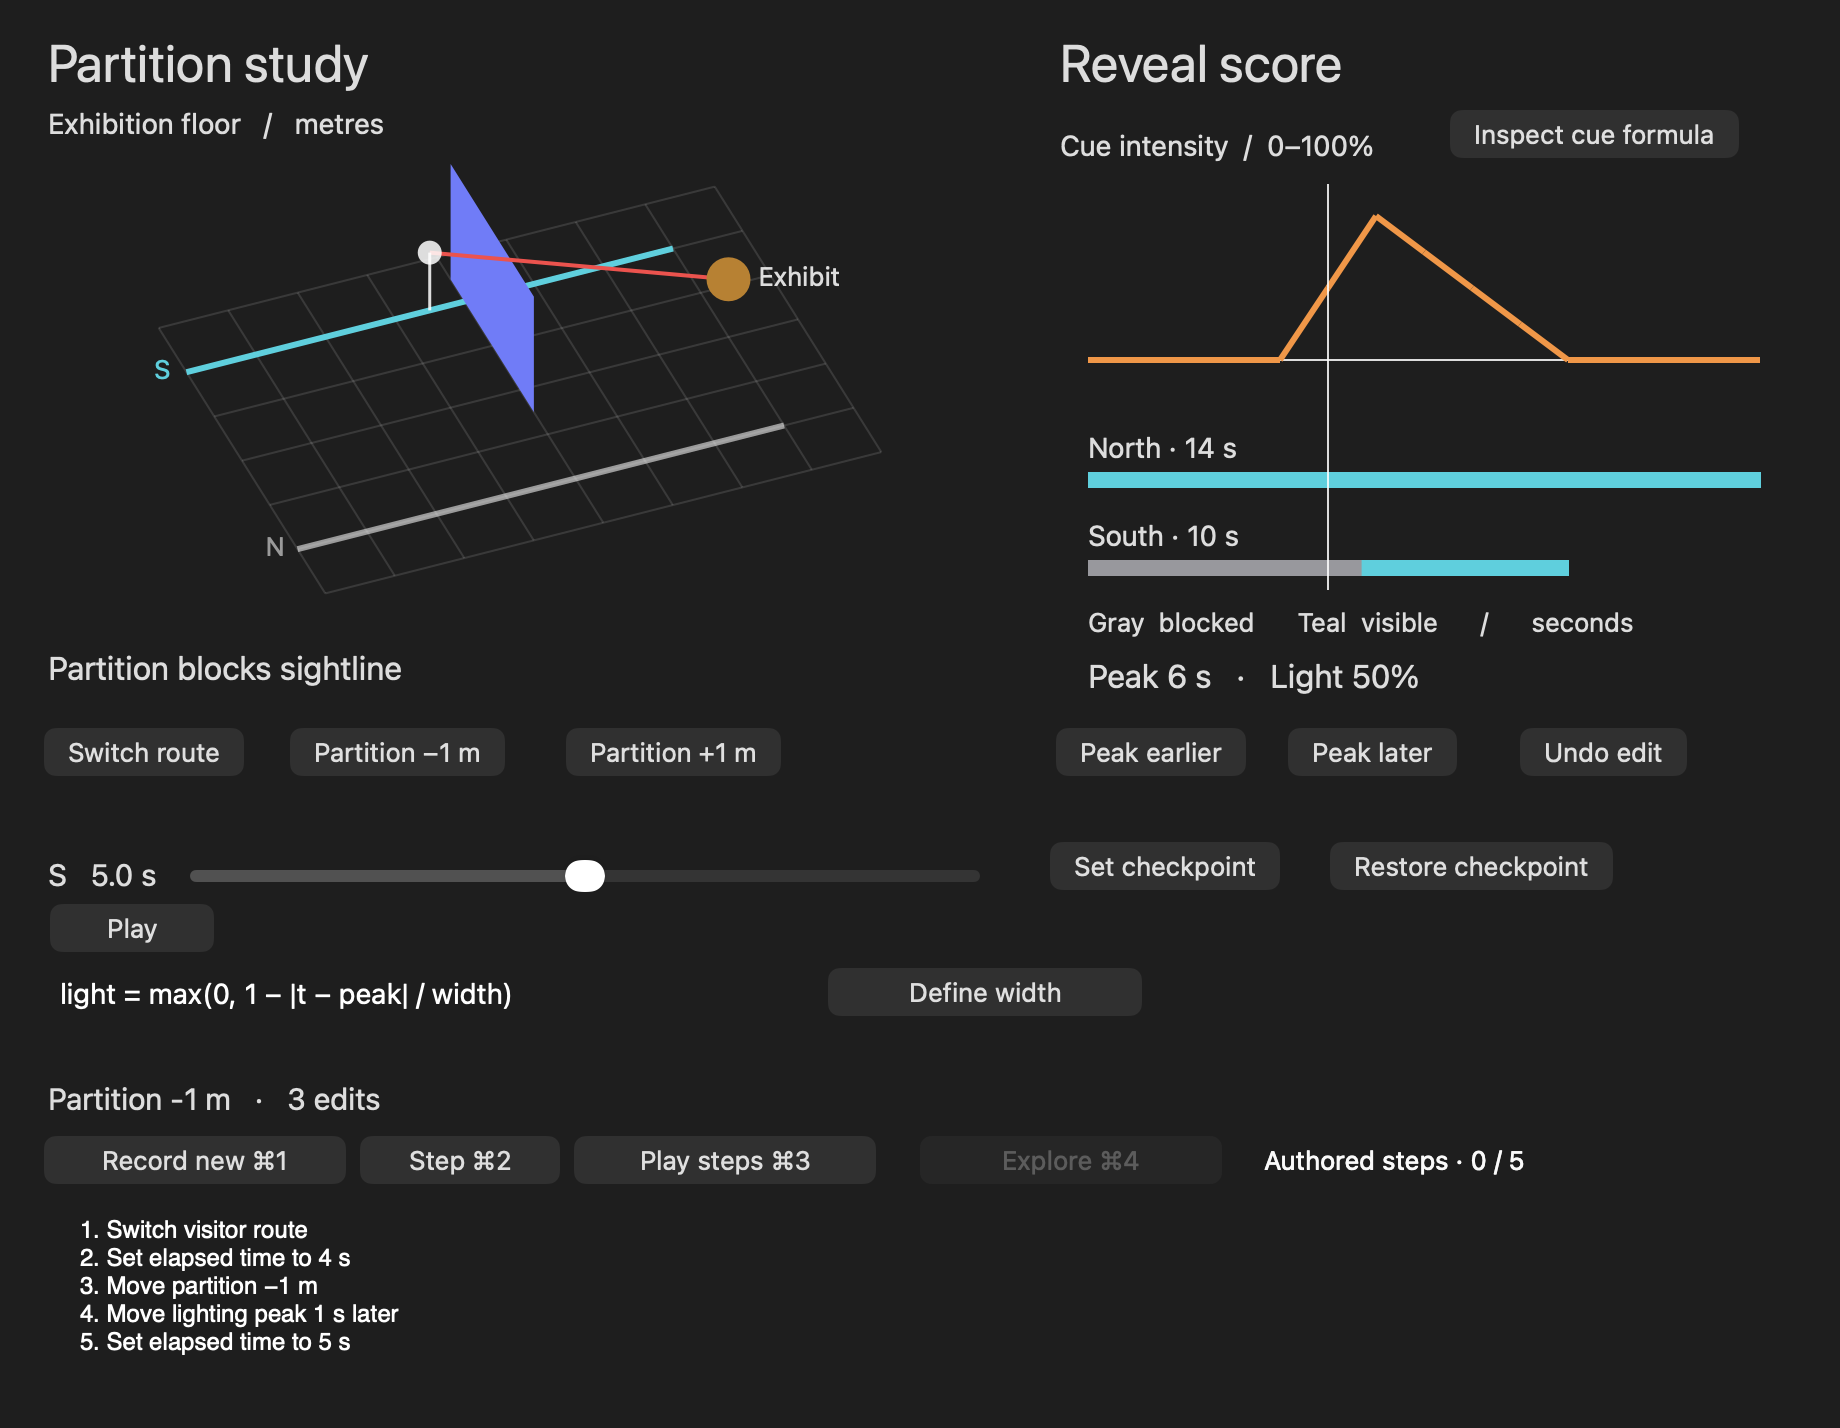 Partition study
Exhibition floor / metres
S
N
Exhibit
Partition blocks sightline
Switch route
Partition –1 m
Partition +1 m
S 5.0 s
Play
light = max(0, 1 – |t – peak| / width)
Define width
Reveal score
Cue intensity / 0–100%
Inspect cue formula
North · 14 s
South · 10 s
Gray blocked Teal visible / seconds
Peak 6 s · Light 50%
Peak earlier
Peak later
Undo edit
Set checkpoint
Restore checkpoint
Partition -1 m · 3 edits
Record new ⌘1
Step ⌘2
Play steps ⌘3
Explore ⌘4
Authored steps · 0 / 5
1. Switch visitor route
2. Set elapsed time to 4 s
3. Move partition –1 m
4. Move lighting peak 1 s later
5. Set elapsed time to 5 s